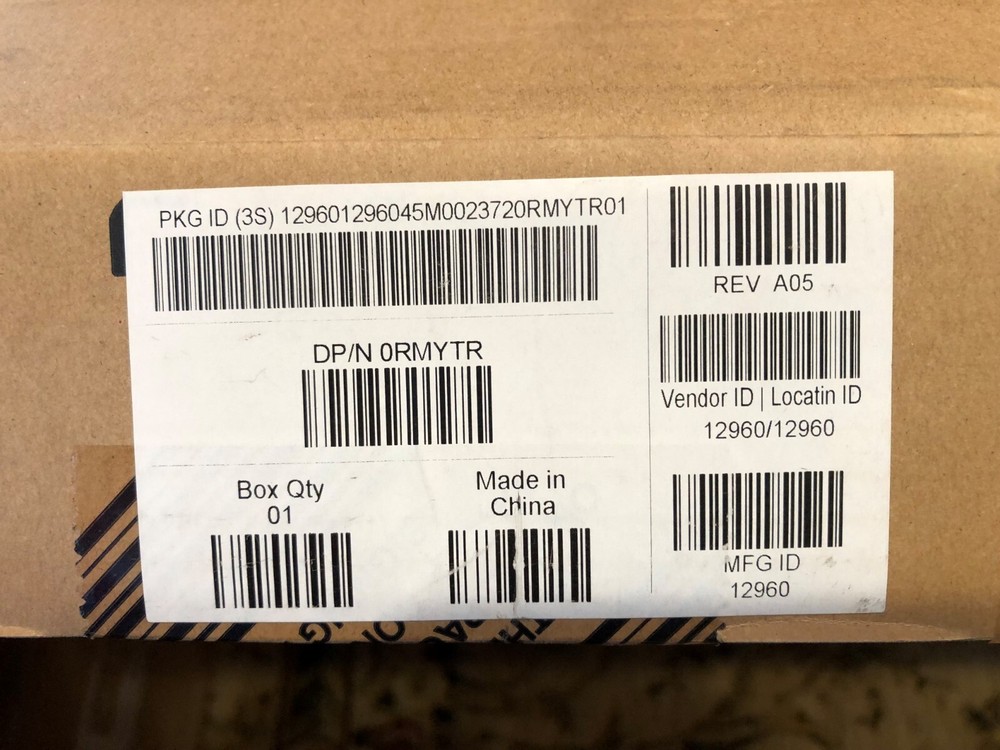 PKG ID (3S) 129601296045M0023720RMYTR01
DP/N 0RMYTR
Box Qty
01
Made in
China
REV A05
Vendor ID | Locatin ID
12960/12960
MFG ID
12960